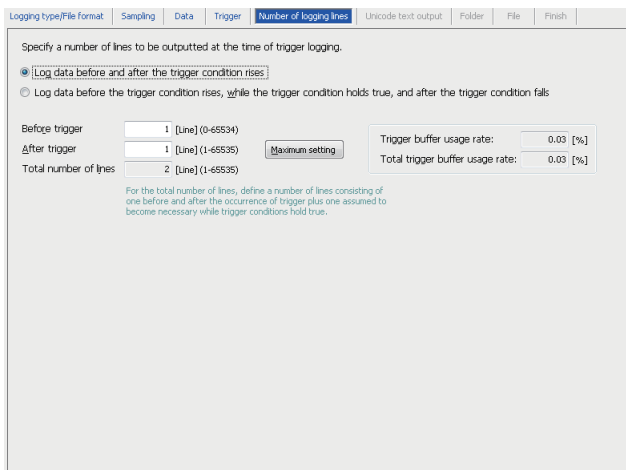 Logging type/File format Sampling Data Trigger Number of logging lines Unicode text output Folder File Finish
Specify a number of lines to be outputted at the time of trigger logging.
Log data before and after the trigger condition rises
Log data before the trigger condition rises, while the trigger condition holds true, and after the trigger condition falls
Before trigger 1 [Line] (0-65534)
After trigger 1 [Line] (1-65535) Maximum setting
Total number of lines 2 [Line] (1-65535)
Trigger buffer usage rate: 0.03 [%]
Total trigger buffer usage rate: 0.03 [%]
For the total number of lines, define a number of lines consisting of
one before and after the occurrence of trigger plus one assumed to
become necessary while trigger conditions hold true.